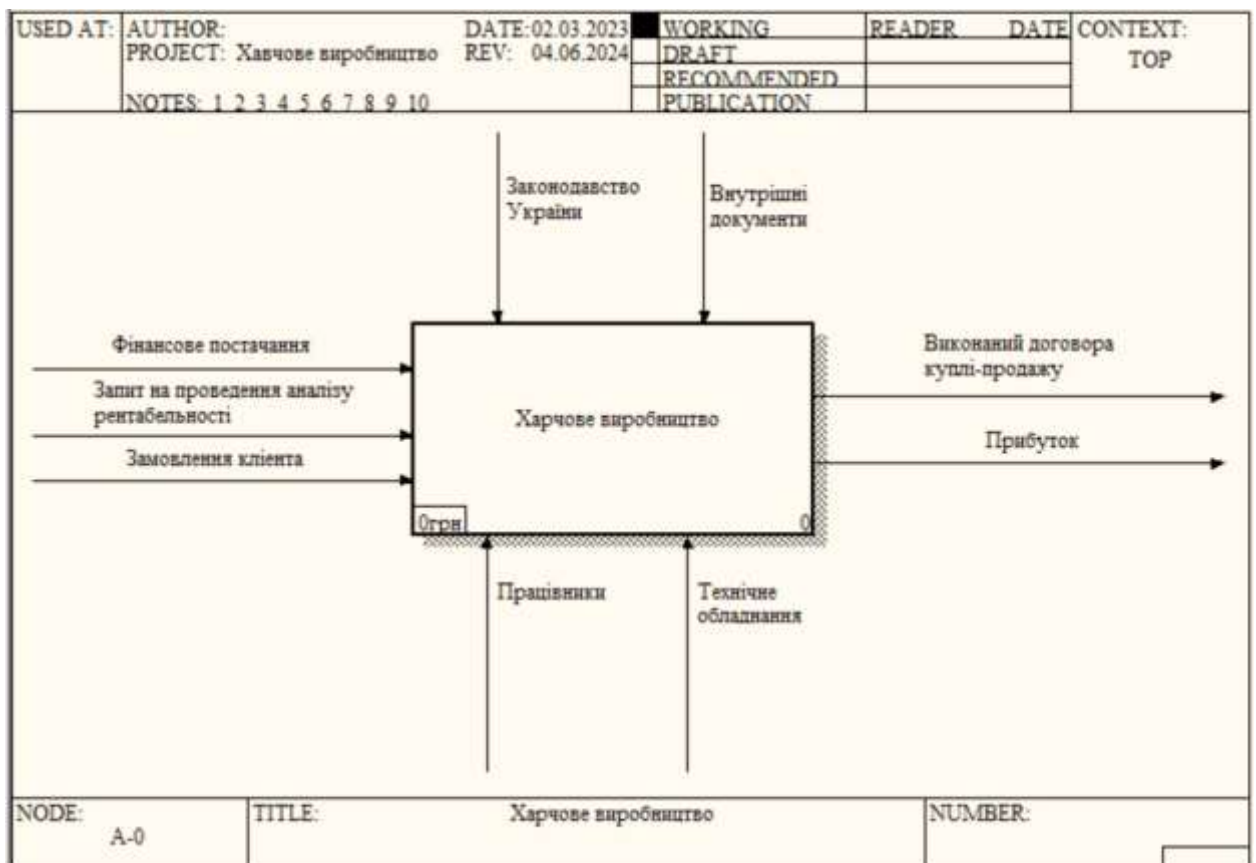 USED AT:
AUTHOR:
DATE: 02.03.2023
WORKING
READER
DATE
CONTEXT:
PROJECT: Хавчове виробництво
REV: 04.06.2024
DRAFT
TOP
RECOMMENDED
NOTES: 1 2 3 4 5 6 7 8 9 10
PUBLICATION
Законодавство
України
Внутрішні
документи
Фінансове постачання
Запит на проведення аналізу
рентабельності
Замовлення клієнта
Харчове виробництво
0грн
0
Виконаний договора
куплі-продажу
Прибуток
Працівники
Технічне
обладнання
NODE:
A-0
TITLE:
Харчове виробництво
NUMBER: